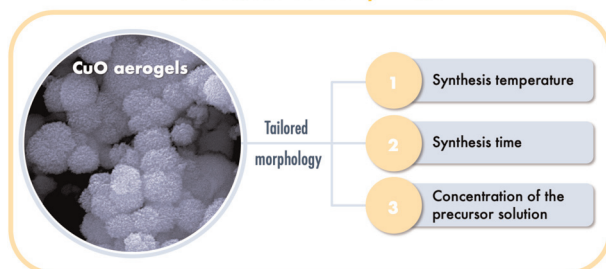 CuO aerogels
Tailored
morphology
1
Synthesis temperature
2
Synthesis time
3
Concentration of the
precursor solution